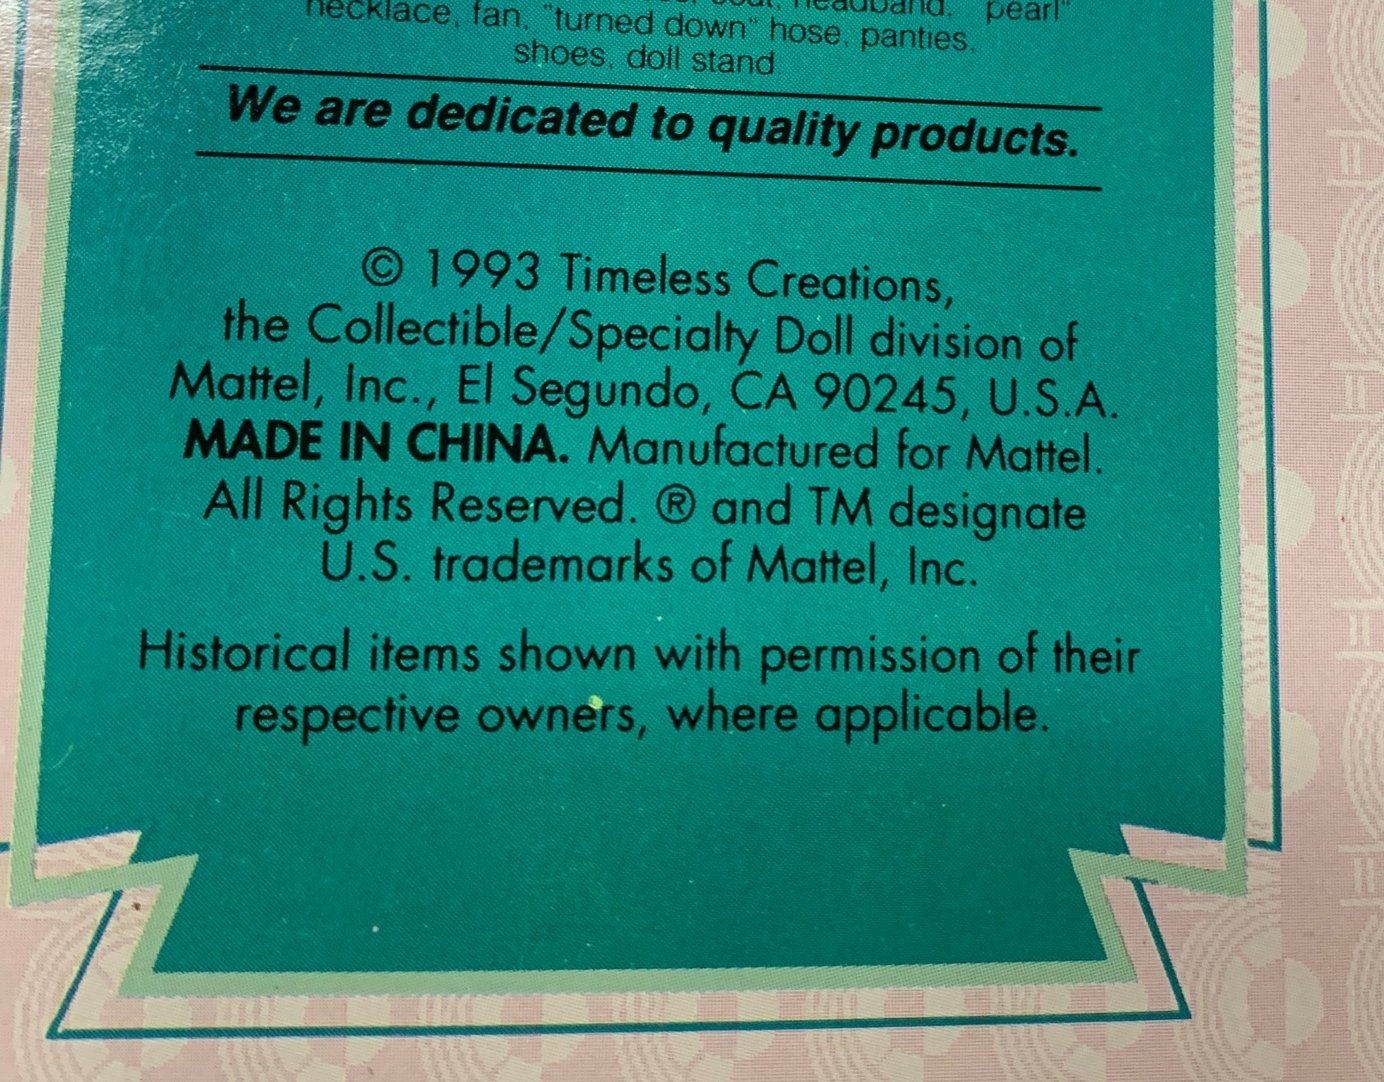 headband, "pearl"
necklace, fan, "turned down" hose, panties,
shoes, doll stand
We are dedicated to quality products.
© 1993 Timeless Creations,
the Collectible/Specialty Doll division of
Mattel, Inc., El Segundo, CA 90245, U.S.A.
MADE IN CHINA. Manufactured for Mattel.
All Rights Reserved. ® and TM designate
U.S. trademarks of Mattel, Inc.
Historical items shown with permission of their
respective owners, where applicable.